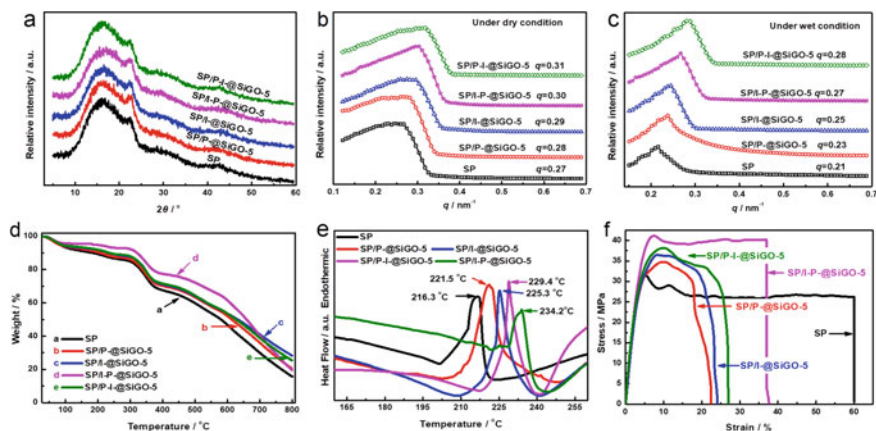 a
Relative intensity / a.u.
SP/P-I-@SiGO-5
SP/I-P-@SiGO-5
SP/I-@SiGO-5
SP/P-@SiGO-5
SP
0 10 20 30 40 50 60
2θ / °
b
Under dry condition
Relative intensity / a.u.
SP/P-I-@SiGO-5 q=0.31
SP/I-P-@SiGO-5 q=0.30
SP/I-@SiGO-5 q=0.29
SP/P-@SiGO-5 q=0.28
SP q=0.27
0.1 0.2 0.3 0.4 0.5 0.6 0.7
q / nm⁻¹
c
Under wet condition
Relative intensity / a.u.
SP/P-I-@SiGO-5 q=0.28
SP/I-P-@SiGO-5 q=0.27
SP/I-@SiGO-5 q=0.25
SP/P-@SiGO-5 q=0.23
SP q=0.21
0.2 0.3 0.4 0.5 0.6 0.7
q / nm⁻¹
d
Weight / %
100
80
60
40
20
0
d
a
b
c
e
a SP
b SP/P-@SiGO-5
c SP/I-@SiGO-5
d SP/I-P-@SiGO-5
e SP/P-I-@SiGO-5
100 200 300 400 500 600 700 800
Temperature / °C
e
Heat Flow / a.u. Endothermic
SP SP/P-@SiGO-5 SP/I-@SiGO-5
SP/I-P-@SiGO-5 SP/I-P-@SiGO-5
221.5 °C
229.4 °C
216.3 °C
225.3 °C
234.2°C
165 178 191 204 217 230 243 256
Temperature / °C
f
Stress / MPa
40
35
30
25
20
15
10
5
0
SP/P-I-@SiGO-5
SP/I-P-@SiGO-5
SP/P-@SiGO-5
SP
SP/I-@SiGO-5
0 10 20 30 40 50 60
Strain / %